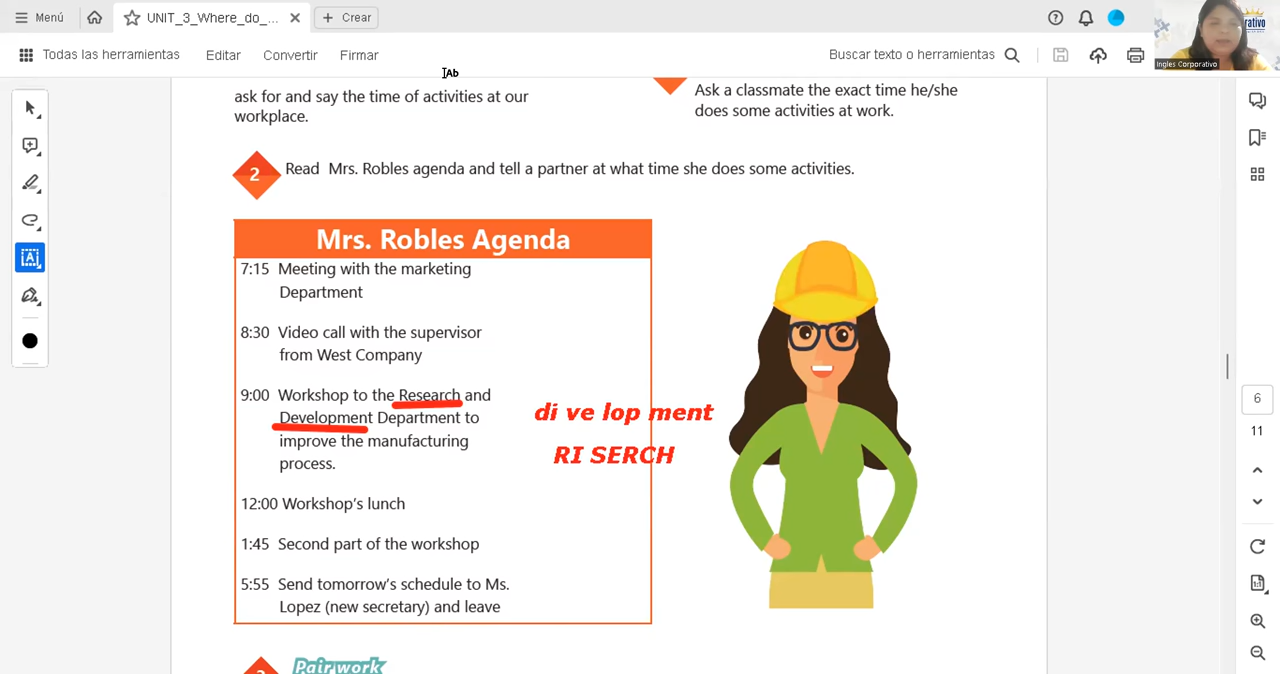 Menú
UNIT_3_Where_do_...
Crear
Todas las herramientas
Editar
Convertir
Firmar
Buscar texto o herramientas
Ingles Corporativo
ask for and say the time of activities at our
workplace.
Ask a classmate the exact time he/she
does some activities at work.
2 Read Mrs. Robles agenda and tell a partner at what time she does some activities.
Mrs. Robles Agenda
7:15 Meeting with the marketing
Department
8:30 Video call with the supervisor
from West Company
9:00 Workshop to the Research and
Development Department to
improve the manufacturing
process.
12:00 Workshop's lunch
1:45 Second part of the workshop
5:55 Send tomorrow's schedule to Ms.
Lopez (new secretary) and leave
di ve lop ment
RI SERCH
Pair work
6
11